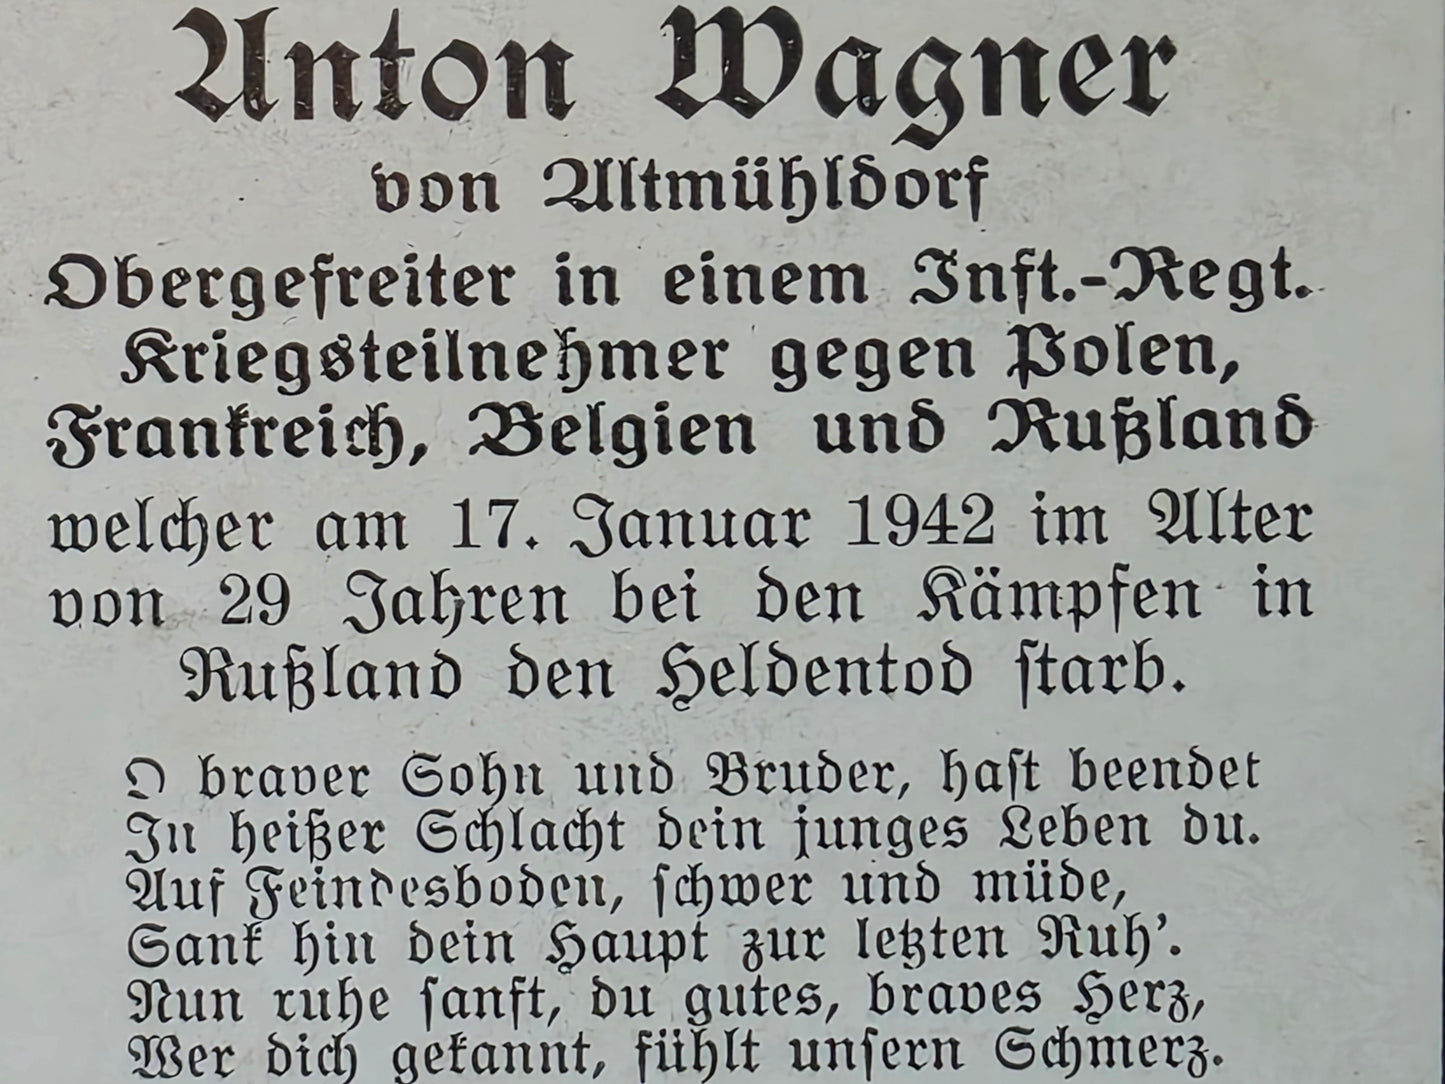 Anton Wagner
von Altmühldorf
Obergefreiter in einem Inft.-Regt.
Kriegsteilnehmer gegen Polen,
Frankreich, Belgien und Rußland
welcher am 17. Januar 1942 im Alter
von 29 Jahren bei den Kämpfen in
Rußland den Heldentod starb.
O braver Sohn und Bruder, hast beendet
In heißer Schlacht dein junges Leben du.
Auf Feindesboden, schwer und müde,
Sank hin dein Haupt zur letzten Ruh’.
Nun ruhe sanft, du gutes, braves Herz,
Wer dich gekannt, fühlt unsern Schmerz.